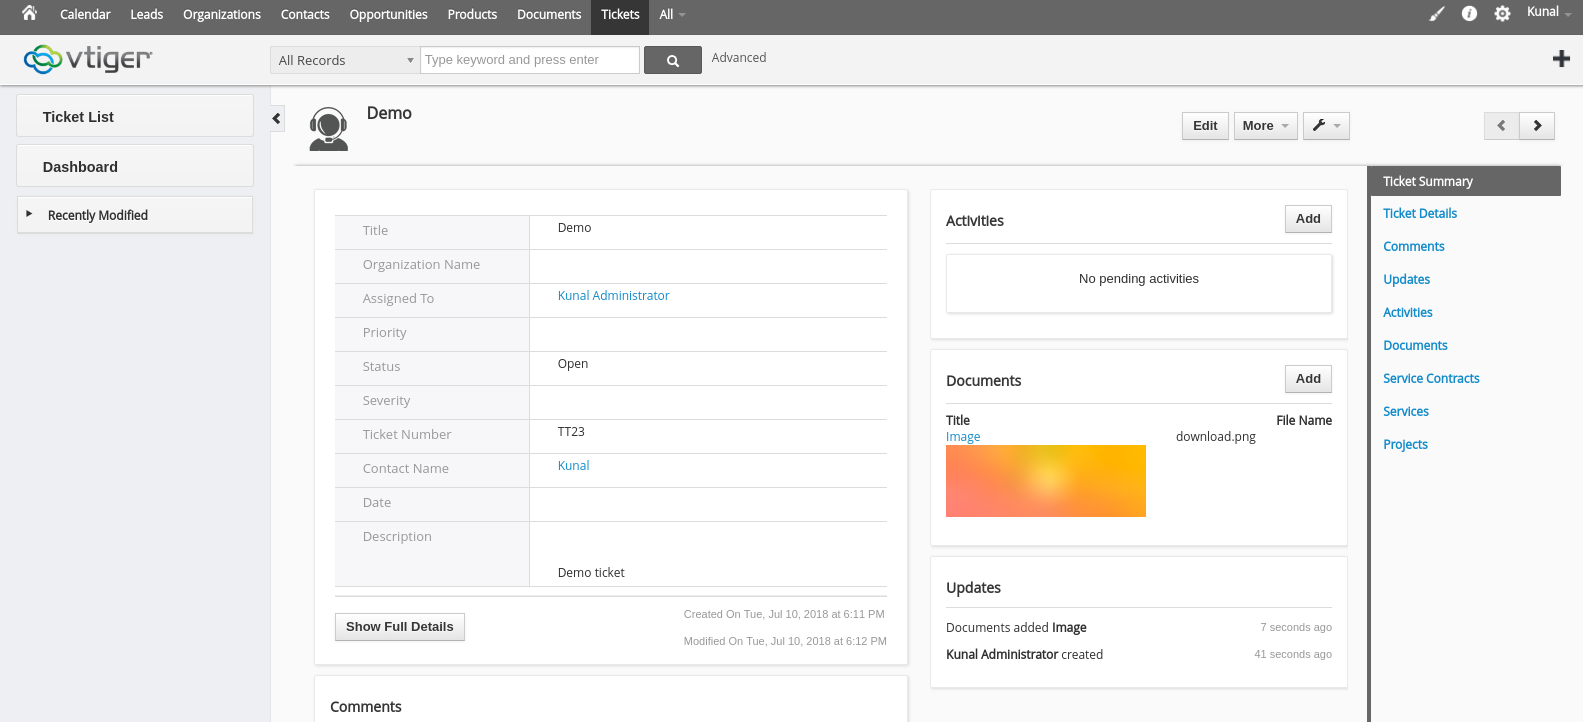 Calendar Leads Organizations Contacts Opportunities Products Documents Tickets All Kunal
vtiger All Records Type keyword and press enter Advanced
Ticket List
Dashboard
Recently Modified
Demo
Edit More
Title Demo
Organization Name
Assigned To Kunal Administrator
Priority
Status Open
Severity
Ticket Number TT23
Contact Name Kunal
Date
Description
Demo ticket
Show Full Details
Created On Tue, Jul 10, 2018 at 6:11 PM
Modified On Tue, Jul 10, 2018 at 6:12 PM
Comments
Activities Add
No pending activities
Documents Add
Title File Name
Image download.png
Updates
Documents added Image 7 seconds ago
Kunal Administrator created 41 seconds ago
Ticket Summary
Ticket Details
Comments
Updates
Activities
Documents
Service Contracts
Services
Projects